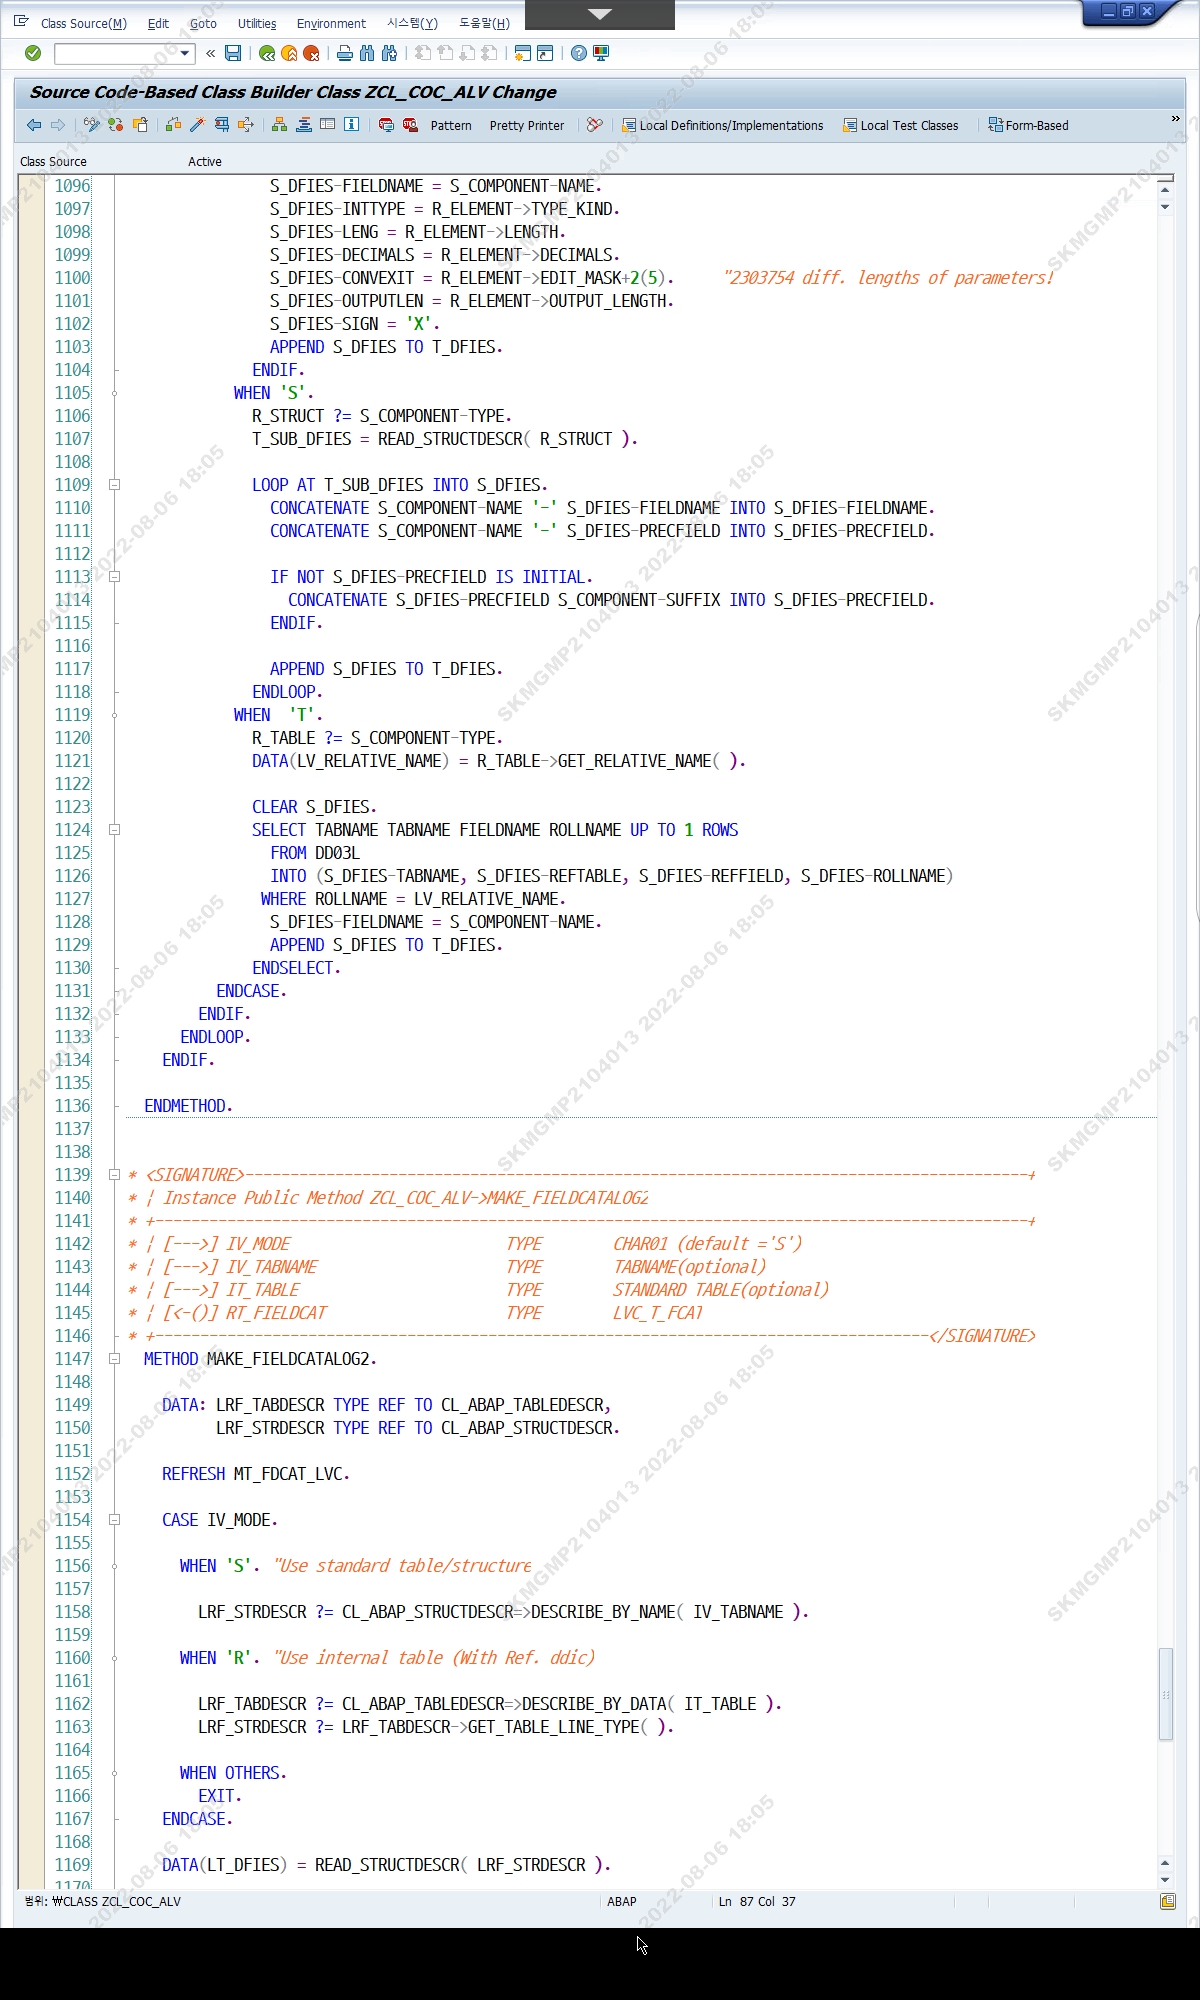 Class Source(M) Edit Goto Utilities Environment 시스템(Y) 도움말(H)
Source Code-Based Class Builder Class ZCL_COC_ALV Change
Pattern Pretty Printer Local Definitions/Implementations Local Test Classes Form-Based
Class Source Active
1096 S_DFIES-FIELDNAME = S_COMPONENT-NAME.
1097 S_DFIES-INTTYPE = R_ELEMENT->TYPE_KIND.
1098 S_DFIES-LENG = R_ELEMENT->LENGTH.
1099 S_DFIES-DECIMALS = R_ELEMENT->DECIMALS.
1100 S_DFIES-CONVEXIT = R_ELEMENT->EDIT_MASK+2(5). "2303754 diff. lengths of parameters!
1101 S_DFIES-OUTPUTLEN = R_ELEMENT->OUTPUT_LENGTH.
1102 S_DFIES-SIGN = 'X'.
1103 APPEND S_DFIES TO T_DFIES.
1104 ENDIF.
1105 WHEN 'S'.
1106 R_STRUCT ?= S_COMPONENT-TYPE.
1107 T_SUB_DFIES = READ_STRUCTDESCR( R_STRUCT ).
1108
1109 LOOP AT T_SUB_DFIES INTO S_DFIES.
1110 CONCATENATE S_COMPONENT-NAME '-' S_DFIES-FIELDNAME INTO S_DFIES-FIELDNAME.
1111 CONCATENATE S_COMPONENT-NAME '-' S_DFIES-PRECFIELD INTO S_DFIES-PRECFIELD.
1112
1113 IF NOT S_DFIES-PRECFIELD IS INITIAL.
1114 CONCATENATE S_DFIES-PRECFIELD S_COMPONENT-SUFFIX INTO S_DFIES-PRECFIELD.
1115 ENDIF.
1116
1117 APPEND S_DFIES TO T_DFIES.
1118 ENDLOOP.
1119 WHEN 'T'.
1120 R_TABLE ?= S_COMPONENT-TYPE.
1121 DATA(LV_RELATIVE_NAME) = R_TABLE->GET_RELATIVE_NAME( ).
1122
1123 CLEAR S_DFIES.
1124 SELECT TABNAME TABNAME FIELDNAME ROLLNAME UP TO 1 ROWS
1125 FROM DD03L
1126 INTO (S_DFIES-TABNAME, S_DFIES-REFTABLE, S_DFIES-REFFIELD, S_DFIES-ROLLNAME)
1127 WHERE ROLLNAME = LV_RELATIVE_NAME.
1128 S_DFIES-FIELDNAME = S_COMPONENT-NAME.
1129 APPEND S_DFIES TO T_DFIES.
1130 ENDSELECT.
1131 ENDCASE.
1132 ENDIF.
1133 ENDLOOP.
1134 ENDIF.
1135
1136 ENDMETHOD.
1137
1138
1139 * <SIGNATURE>---------------------------------------------------------------------------------------+
1140 * | Instance Public Method ZCL_COC_ALV->MAKE_FIELDCATALOG2
1141 * +-------------------------------------------------------------------------------------------------+
1142 * | [--->] IV_MODE TYPE CHAR01 (default ='S')
1143 * | [--->] IV_TABNAME TYPE TABNAME(optional)
1144 * | [--->] IT_TABLE TYPE STANDARD TABLE(optional)
1145 * | [<-()] RT_FIELDCAT TYPE LVC_T_FCAT
1146 * +--------------------------------------------------------------------------------------</SIGNATURE>
1147 METHOD MAKE_FIELDCATALOG2.
1148
1149 DATA: LRF_TABDESCR TYPE REF TO CL_ABAP_TABLEDESCR,
1150 LRF_STRDESCR TYPE REF TO CL_ABAP_STRUCTDESCR.
1151
1152 REFRESH MT_FDCAT_LVC.
1153
1154 CASE IV_MODE.
1155
1156 WHEN 'S'. "Use standard table/structure
1157
1158 LRF_STRDESCR ?= CL_ABAP_STRUCTDESCR=>DESCRIBE_BY_NAME( IV_TABNAME ).
1159
1160 WHEN 'R'. "Use internal table (With Ref. ddic)
1161
1162 LRF_TABDESCR ?= CL_ABAP_TABLEDESCR=>DESCRIBE_BY_DATA( IT_TABLE ).
1163 LRF_STRDESCR ?= LRF_TABDESCR->GET_TABLE_LINE_TYPE( ).
1164
1165 WHEN OTHERS.
1166 EXIT.
1167 ENDCASE.
1168
1169 DATA(LT_DFIES) = READ_STRUCTDESCR( LRF_STRDESCR ).
1170
범위: ₩CLASS ZCL_COC_ALV ABAP Ln 87 Col 37
SKMGMP2104013 2022-08-06 18:05